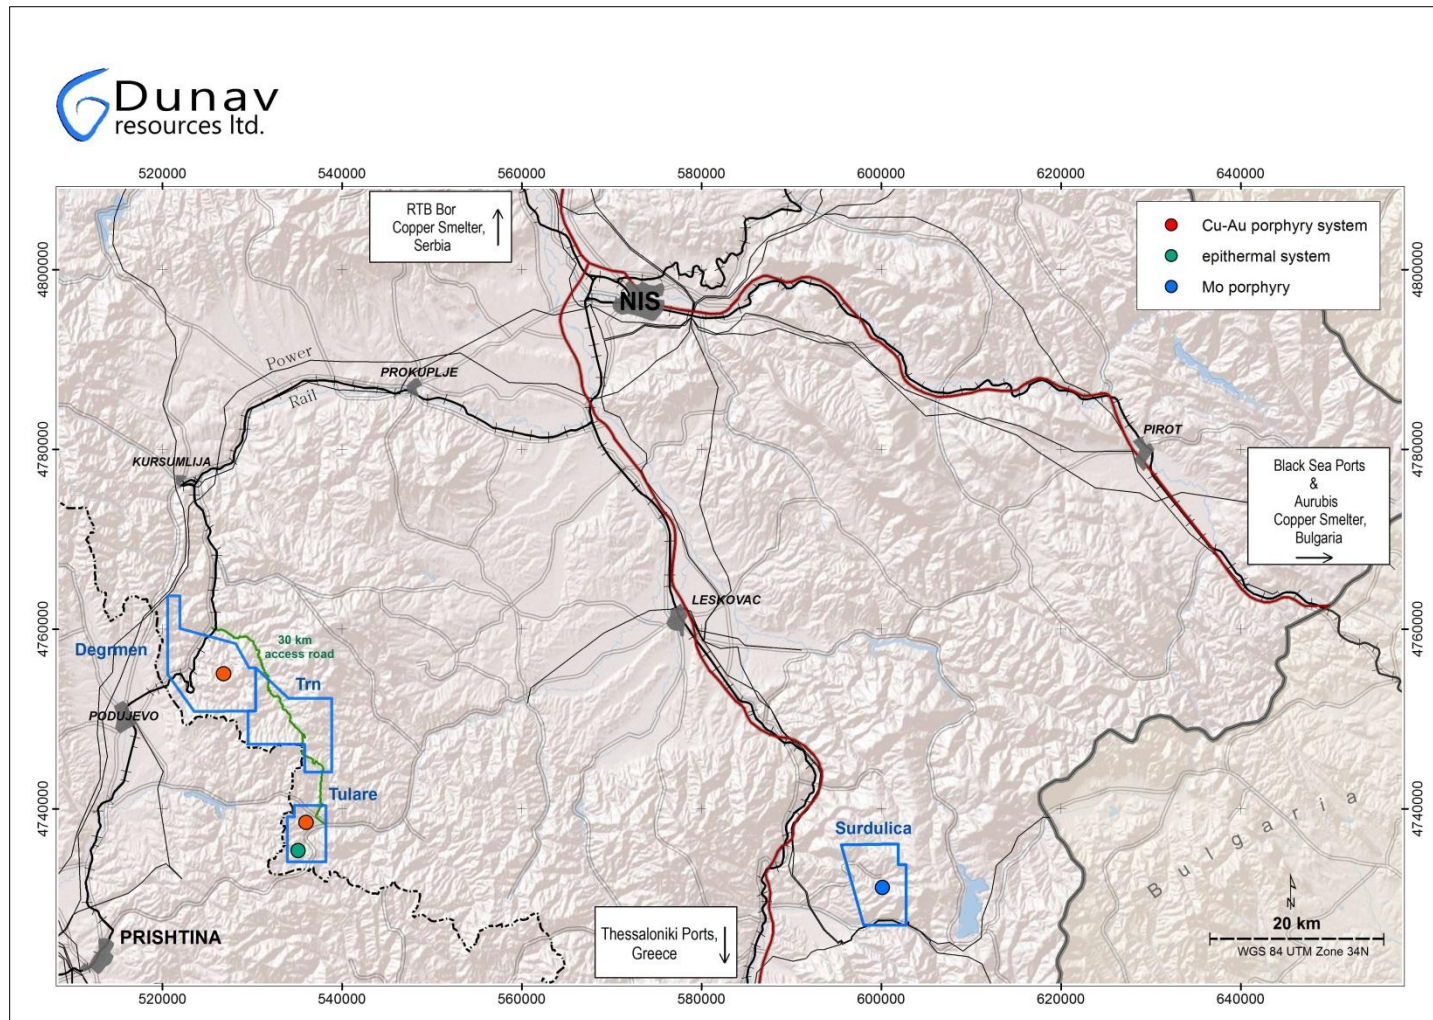 Dunav
resources ltd.
520000 540000 560000 580000 600000 620000 640000
RTB Bor
Copper Smelter,
Serbia
Cu-Au porphyry system
epithermal system
Mo porphyry
4800000
4800000
NIS
Power
Rail
PROKUPLJE
PIROT
KURSUMLIJA
4780000
4780000
Black Sea Ports
&
Aurubis
Copper Smelter,
Bulgaria
LESKOVAC
4760000
4760000
30 km
access road
Degrmen
Trn
PODUJEVO
Tulare
4740000
4740000
Surdulica
Bulgaria
20 km
WGS 84 UTM Zone 34N
PRISHTINA
Thessaloniki Ports,
Greece
520000 540000 560000 580000 600000 620000 640000